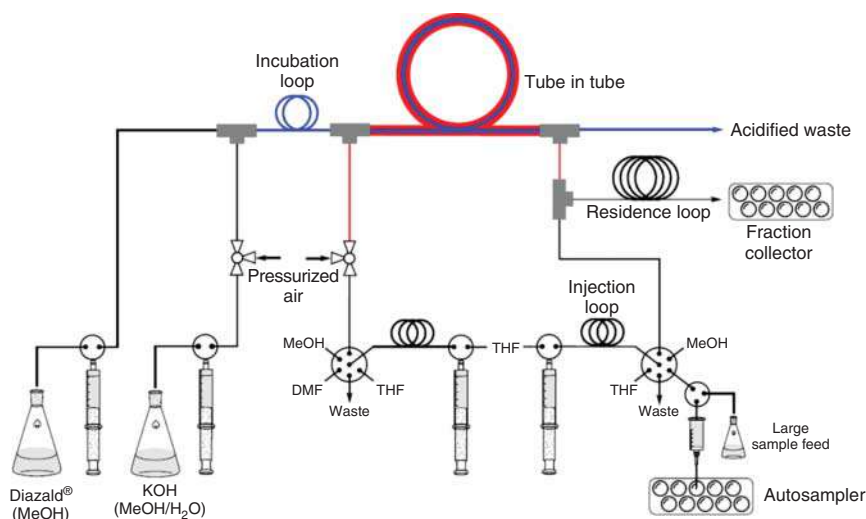 Incubation
loop
Tube in tube
Acidified waste
Residence loop
Fraction
collector
Pressurized
air
Injection
loop
MeOH
THF
MeOH
DMF
THF
THF
Waste
Waste
Large
sample feed
Diazald®
(MeOH)
KOH
(MeOH/H₂O)
Autosampler